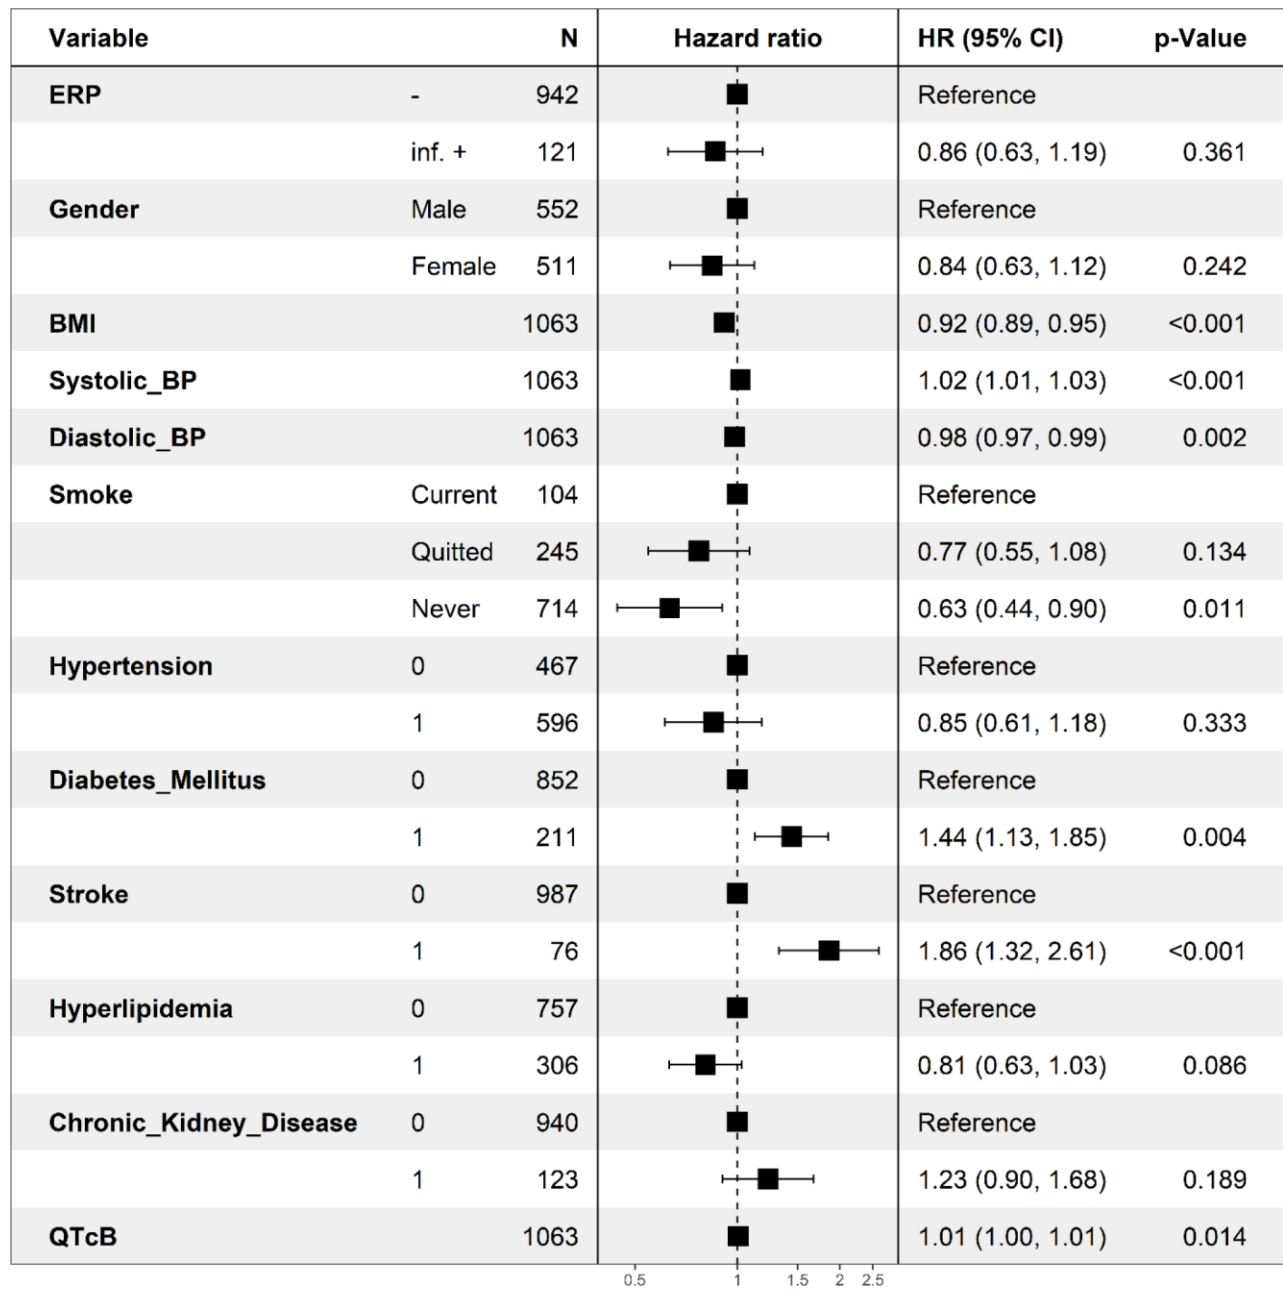 Variable N Hazard ratio HR (95% CI) p-Value
ERP - 942 Reference
inf. + 121 0.86 (0.63, 1.19) 0.361
Gender Male 552 Reference
Female 511 0.84 (0.63, 1.12) 0.242
BMI 1063 0.92 (0.89, 0.95) <0.001
Systolic_BP 1063 1.02 (1.01, 1.03) <0.001
Diastolic_BP 1063 0.98 (0.97, 0.99) 0.002
Smoke Current 104 Reference
Quitted 245 0.77 (0.55, 1.08) 0.134
Never 714 0.63 (0.44, 0.90) 0.011
Hypertension 0 467 Reference
1 596 0.85 (0.61, 1.18) 0.333
Diabetes_Mellitus 0 852 Reference
1 211 1.44 (1.13, 1.85) 0.004
Stroke 0 987 Reference
1 76 1.86 (1.32, 2.61) <0.001
Hyperlipidemia 0 757 Reference
1 306 0.81 (0.63, 1.03) 0.086
Chronic_Kidney_Disease 0 940 Reference
1 123 1.23 (0.90, 1.68) 0.189
QTcB 1063 1.01 (1.00, 1.01) 0.014
0.5 1 1.5 2 2.5